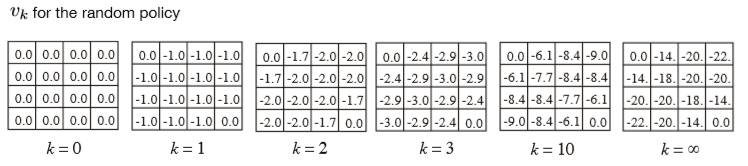 vk for the random policy
0.0 0.0 0.0 0.0
0.0 0.0 0.0 0.0
0.0 0.0 0.0 0.0
0.0 0.0 0.0 0.0
k = 0
0.0 -1.0 -1.0 -1.0
-1.0 -1.0 -1.0 -1.0
-1.0 -1.0 -1.0 -1.0
-1.0 -1.0 -1.0 0.0
k = 1
0.0 -1.7 -2.0 -2.0
-1.7 -2.0 -2.0 -2.0
-2.0 -2.0 -2.0 -1.7
-2.0 -2.0 -1.7 0.0
k = 2
0.0 -2.4 -2.9 -3.0
-2.4 -2.9 -3.0 -2.9
-2.9 -3.0 -2.9 -2.4
-3.0 -2.9 -2.4 0.0
k = 3
0.0 -6.1 -8.4 -9.0
-6.1 -7.7 -8.4 -8.4
-8.4 -8.4 -7.7 -6.1
-9.0 -8.4 -6.1 0.0
k = 10
0.0 -14. -20. -22.
-14. -18. -20. -20.
-20. -20. -18. -14.
-22. -20. -14. 0.0
k = ∞